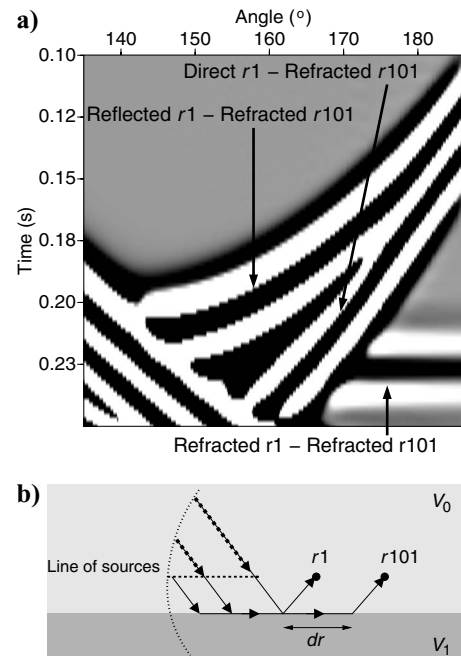 a)
Angle (o)
140 150 160 170 180
0.10
0.12
0.15
0.18
0.20
0.23
Time (s)
Direct r1 – Refracted r101
Reflected r1 – Refracted r101
Refracted r1 – Refracted r101
b)
V0
Line of sources
r1
r101
dr
V1